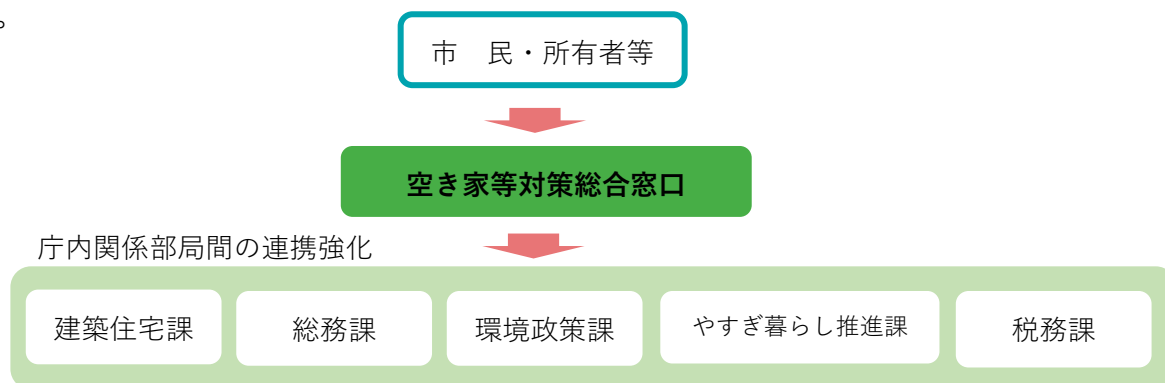 。
市　民・所有者等
空き家等対策総合窓口
庁内関係部局間の連携強化
建築住宅課
総務課
環境政策課
やすぎ暮らし推進課
税務課